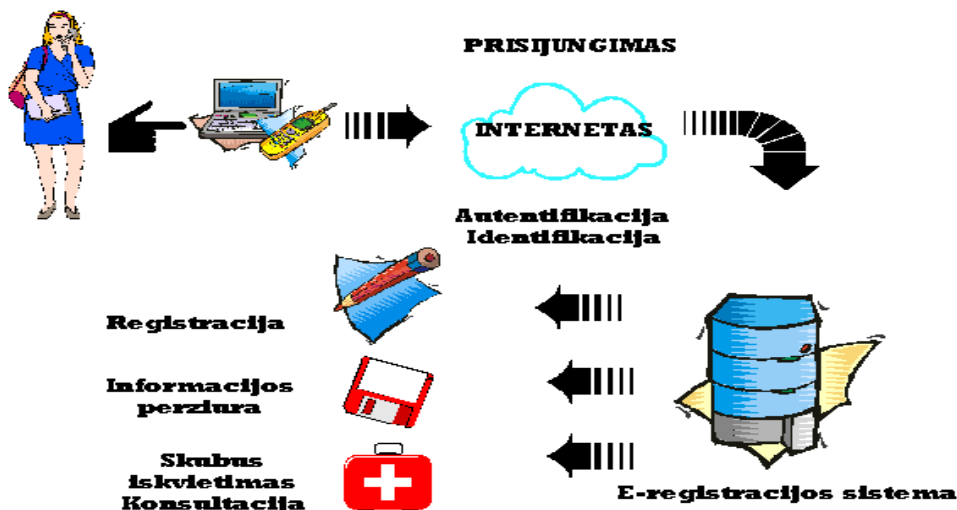 PRISIJUNGIMAS
INTERNETAS
Autentifikacija
Identifikacija
Registracija
Informacijos
perziura
Skubus
iskvietimas
Konsultacija
E-registracijos sistema